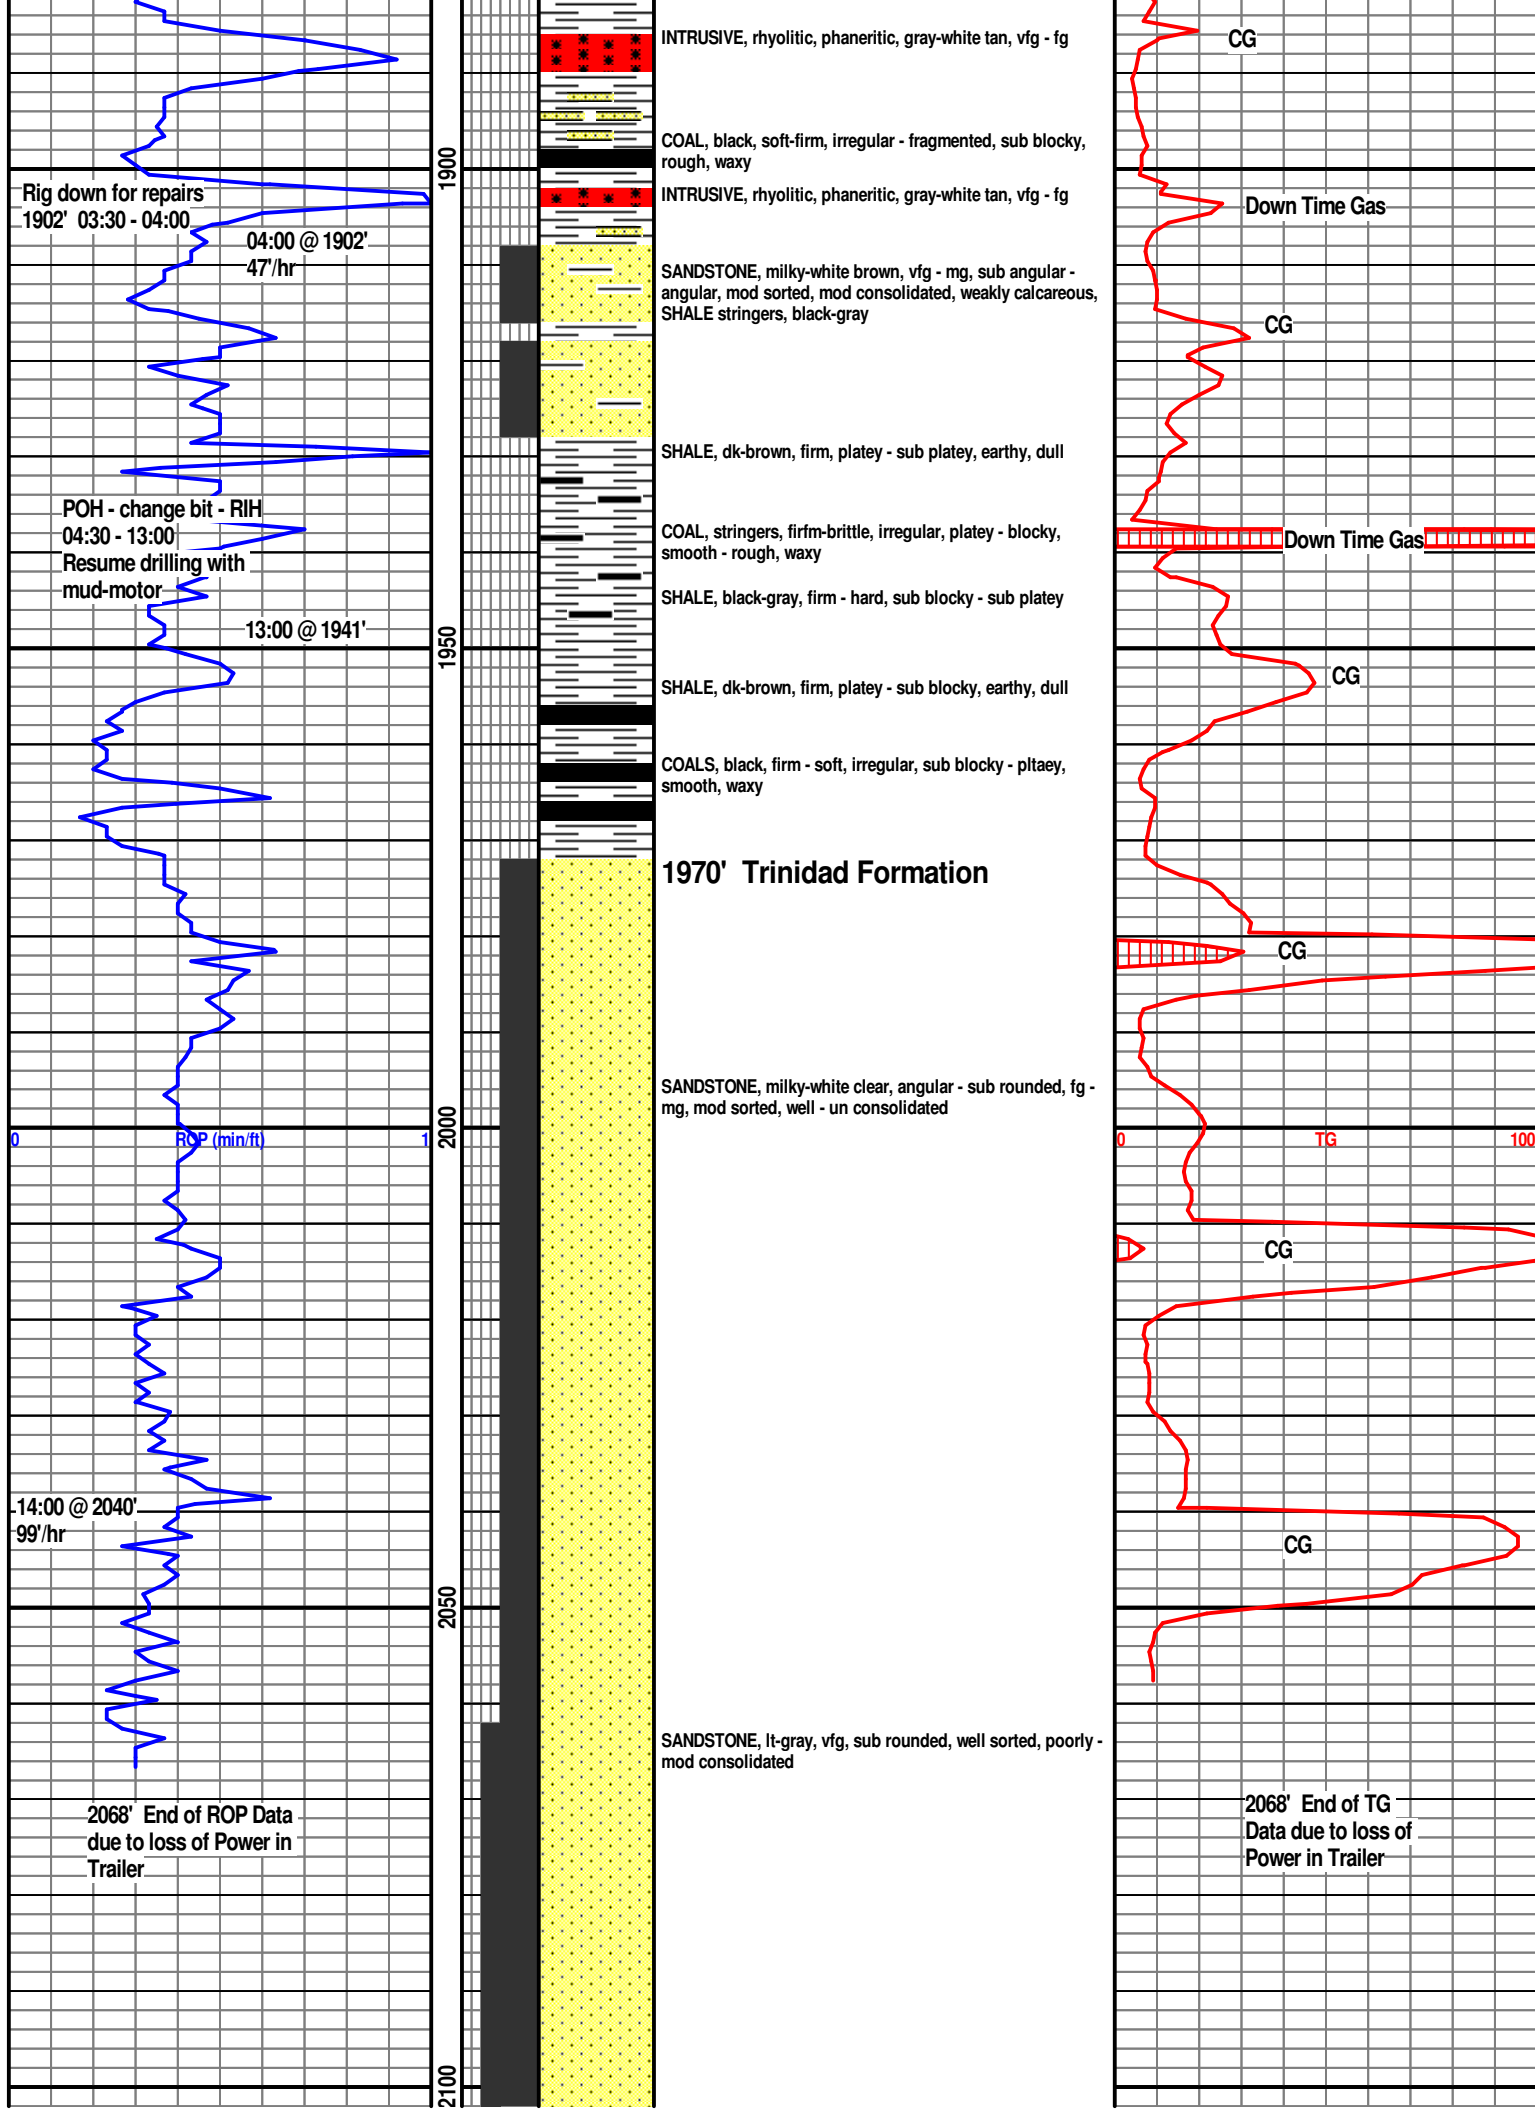 INTRUSIVE, rhyolitic, phaneritic, gray-white tan, vfg - fg
CG
COAL, black, soft-firm, irregular - fragmented, sub blocky,
rough, waxy
1900
Rig down for repairs
1902' 03:30 - 04:00
INTRUSIVE, rhyolitic, phaneritic, gray-white tan, vfg - fg
Down Time Gas
04:00 @ 1902'
47'/hr
SANDSTONE, milky-white brown, vfg - mg, sub angular -
angular, mod sorted, mod consolidated, weakly calcareous,
SHALE stringers, black-gray
CG
SHALE, dk-brown, firm, platey - sub platey, earthy, dull
POH - change bit - RIH
04:30 - 13:00
Resume drilling with
mud-motor
COAL, stringers, firfm-brittle, irregular, platey - blocky,
smooth - rough, waxy
Down Time Gas
SHALE, black-gray, firm - hard, sub blocky - sub platey
13:00 @ 1941'
1950
SHALE, dk-brown, firm, platey - sub blocky, earthy, dull
CG
COALS, black, firm - soft, irregular, sub blocky - pltaey,
smooth, waxy
1970' Trinidad Formation
CG
SANDSTONE, milky-white clear, angular - sub rounded, fg -
mg, mod sorted, well - un consolidated
0 ROP (min/ft) 1
2000
0 TG 100
CG
14:00 @ 2040'
99'/hr
CG
2050
SANDSTONE, lt-gray, vfg, sub rounded, well sorted, poorly -
mod consolidated
2068' End of ROP Data
due to loss of Power in
Trailer
2068' End of TG
Data due to loss of
Power in Trailer
2100